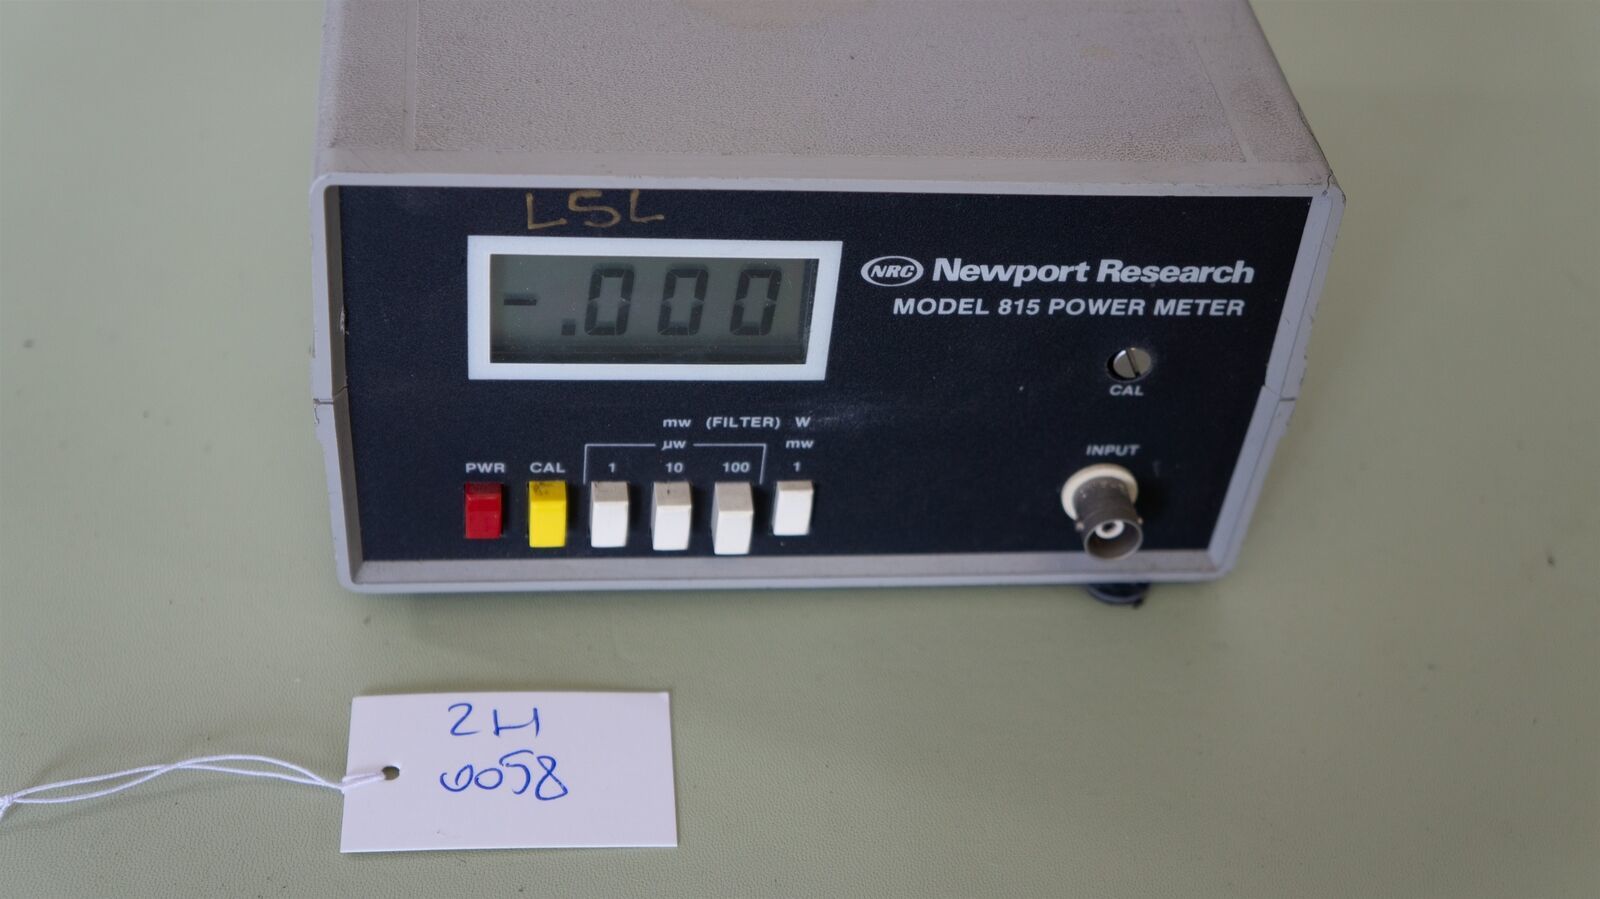 LSL
-.000
NRC Newport Research
MODEL 815 POWER METER
CAL
mw (FILTER) W
µw mw
PWR CAL 1 10 100 1
INPUT
2H
0058